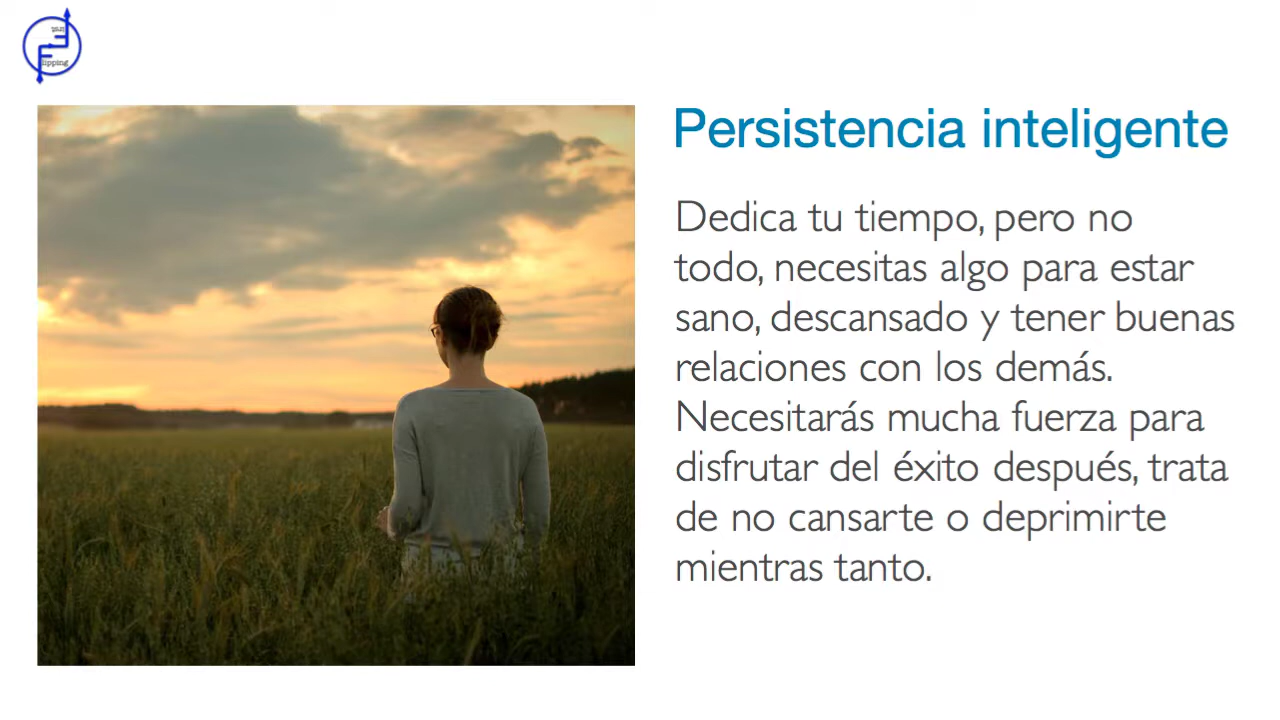 lipping
Persistencia inteligente
Dedica tu tiempo, pero no
todo, necesitas algo para estar
sano, descansado y tener buenas
relaciones con los demás.
Necesitarás mucha fuerza para
disfrutar del éxito después, trata
de no cansarte o deprimirte
mientras tanto.